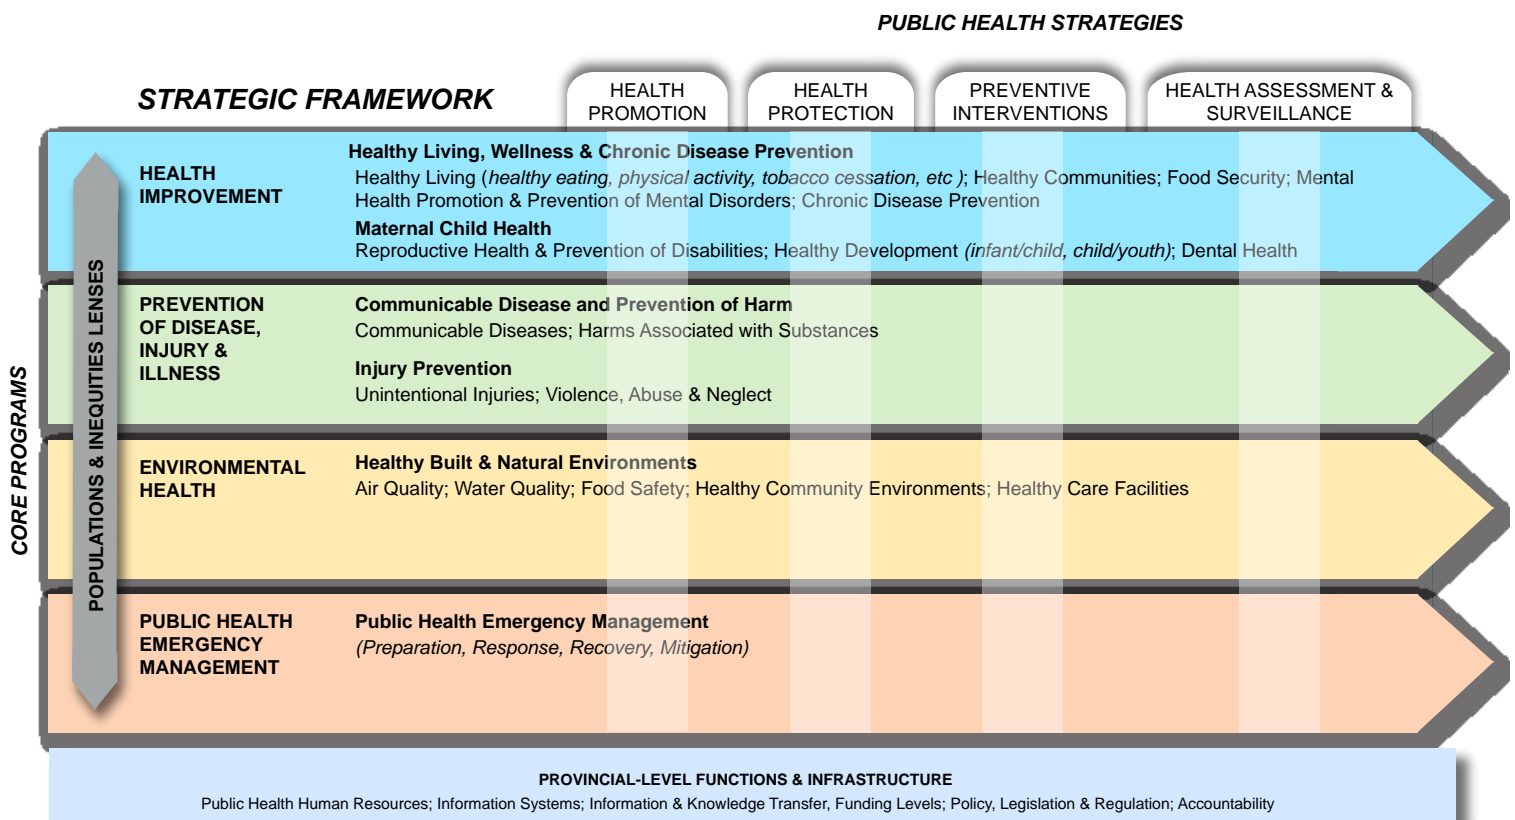 PUBLIC HEALTH STRATEGIES
STRATEGIC FRAMEWORK
HEALTH
PROMOTION
HEALTH
PROTECTION
PREVENTIVE
INTERVENTIONS
HEALTH ASSESSMENT &
SURVEILLANCE
CORE PROGRAMS
POPULATIONS & INEQUITIES LENSES
HEALTH
IMPROVEMENT
Healthy Living, Wellness & Chronic Disease Prevention
Healthy Living (healthy eating, physical activity, tobacco cessation, etc ); Healthy Communities; Food Security; Mental
Health Promotion & Prevention of Mental Disorders; Chronic Disease Prevention
Maternal Child Health
Reproductive Health & Prevention of Disabilities; Healthy Development (infant/child, child/youth); Dental Health
PREVENTION
OF DISEASE,
INJURY &
ILLNESS
Communicable Disease and Prevention of Harm
Communicable Diseases; Harms Associated with Substances
Injury Prevention
Unintentional Injuries; Violence, Abuse & Neglect
ENVIRONMENTAL
HEALTH
Healthy Built & Natural Environments
Air Quality; Water Quality; Food Safety; Healthy Community Environments; Healthy Care Facilities
PUBLIC HEALTH
EMERGENCY
MANAGEMENT
Public Health Emergency Management
(Preparation, Response, Recovery, Mitigation)
PROVINCIAL-LEVEL FUNCTIONS & INFRASTRUCTURE
Public Health Human Resources; Information Systems; Information & Knowledge Transfer, Funding Levels; Policy, Legislation & Regulation; Accountability